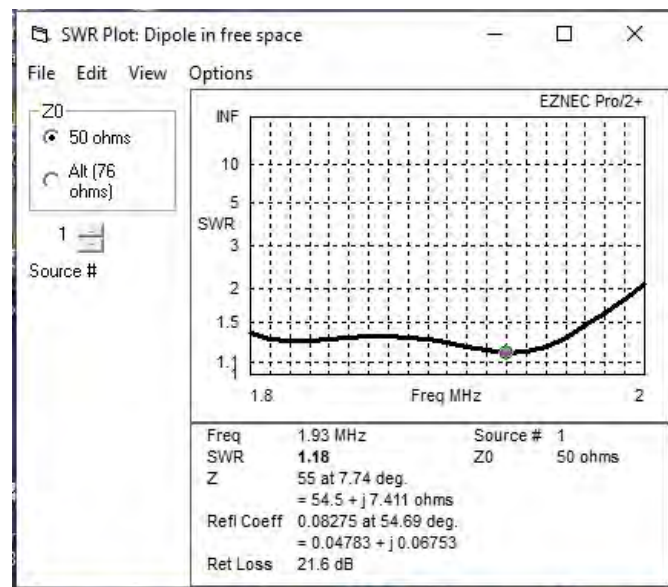 SWR Plot: Dipole in free space
File Edit View Options
Z0
50 ohms
Alt (76
ohms)
1
Source #
EZNEC Pro/2+
INF
10
5
SWR
3
2
1.5
1.1
1
1.8 Freq MHz 2
Freq 1.93 MHz Source # 1
SWR 1.18 Z0 50 ohms
Z 55 at 7.74 deg.
= 54.5 + j 7.411 ohms
Refl Coeff 0.08275 at 54.69 deg.
= 0.04783 + j 0.06753
Ret Loss 21.6 dB